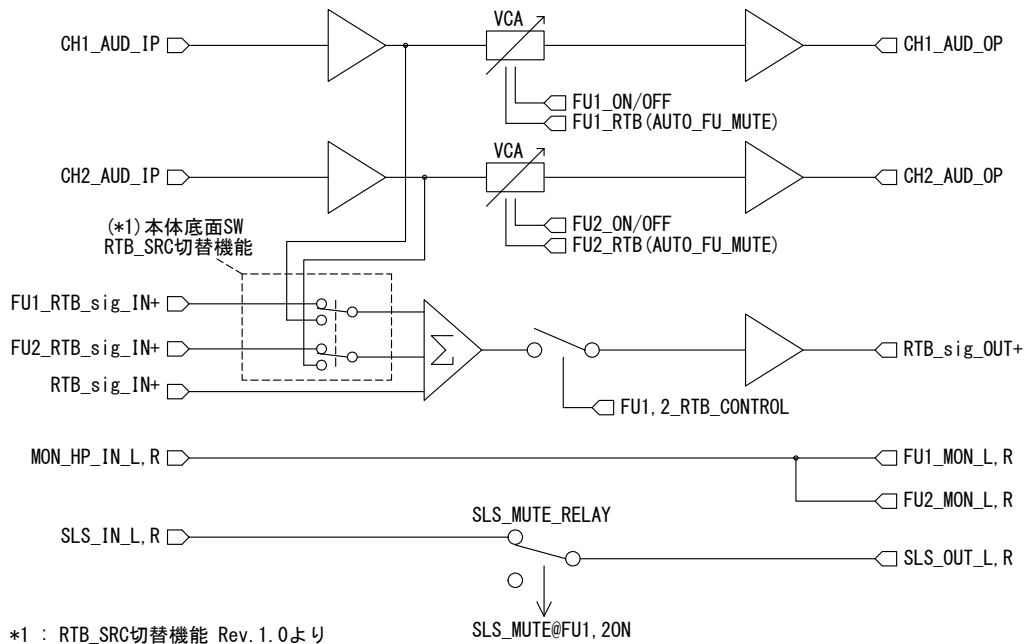 VCA
CH1_AUD_IP
CH1_AUD_OP
FU1_ON/OFF
FU1_RTB(AUTO_FU_MUTE)
VCA
CH2_AUD_IP
CH2_AUD_OP
FU2_ON/OFF
FU2_RTB(AUTO_FU_MUTE)
(*1)本体底面SW
RTB_SRC切替機能
FU1_RTB_sig_IN+
FU2_RTB_sig_IN+
RTB_sig_IN+
Σ
RTB_sig_OUT+
FU1,2_RTB_CONTROL
MON_HP_IN_L,R
FU1_MON_L,R
FU2_MON_L,R
SLS_MUTE_RELAY
SLS_IN_L,R
SLS_OUT_L,R
SLS_MUTE@FU1,2ON
*1 : RTB_SRC切替機能 Rev.1.0より